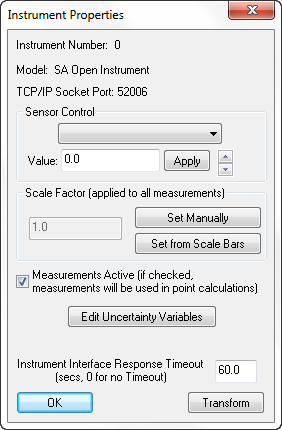 Instrument Properties
Instrument Number: 0
Model: SA Open Instrument
TCP/IP Socket Port: 52006
Sensor Control
Value: 0.0 Apply
Scale Factor (applied to all measurements)
1.0
Set Manually
Set from Scale Bars
Measurements Active (if checked,
measurements will be used in point calculations)
Edit Uncertainty Variables
Instrument Interface Response Timeout
(secs, 0 for no Timeout)
60.0
OK Transform